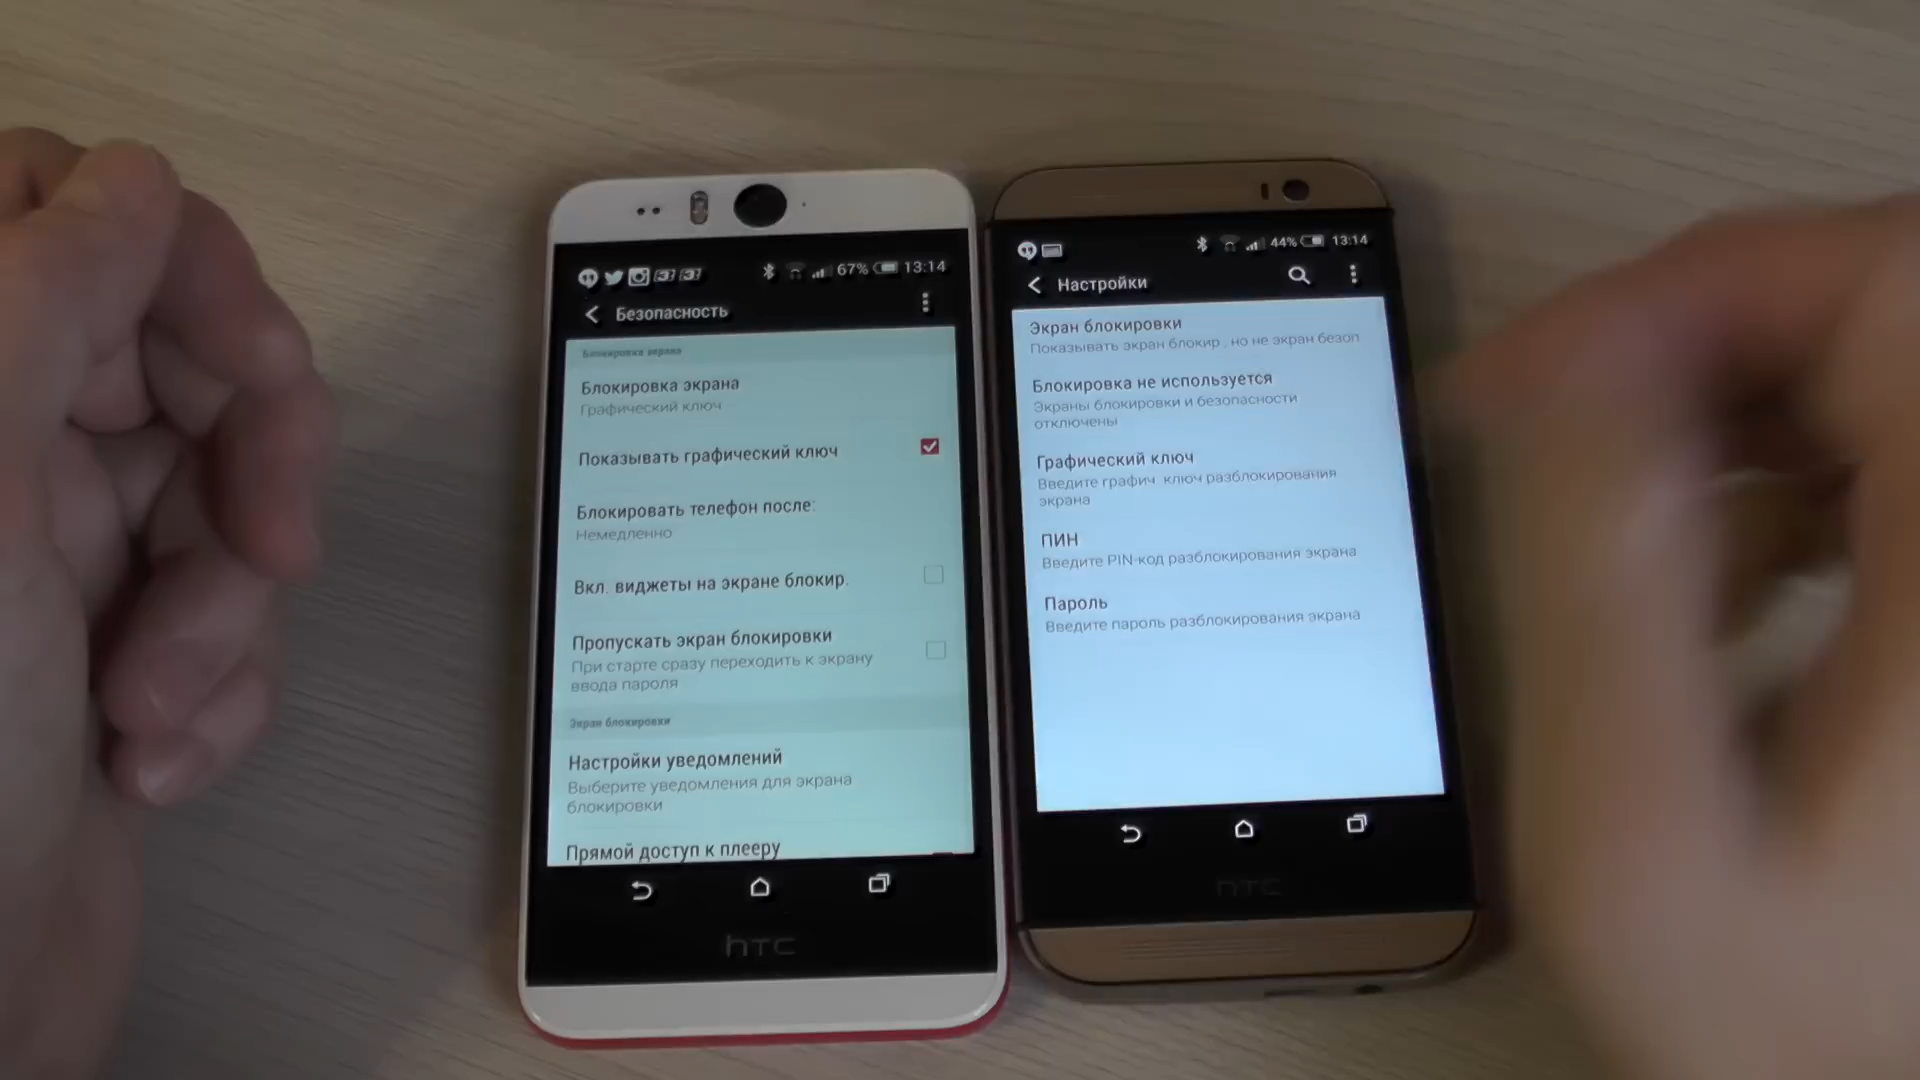 67% 13:14
Безопасность
Блокировка экрана
Блокировка экрана
Графический ключ
Показывать графический ключ
Блокировать телефон после:
Немедленно
Вкл. виджеты на экране блокир.
Пропускать экран блокировки
При старте сразу переходить к экрану
ввода пароля
Экран блокировки
Настройки уведомлений
Выберите уведомления для экрана
блокировки
Прямой доступ к плееру
hTC
44% 13:14
Настройки
Экран блокировки
Показывать экран блокир., но не экран безоп
Блокировка не используется
Экраны блокировки и безопасности
отключены
Графический ключ
Введите графич. ключ разблокирования
экрана
ПИН
Введите PIN-код разблокирования экрана
Пароль
Введите пароль разблокирования экрана
hTC